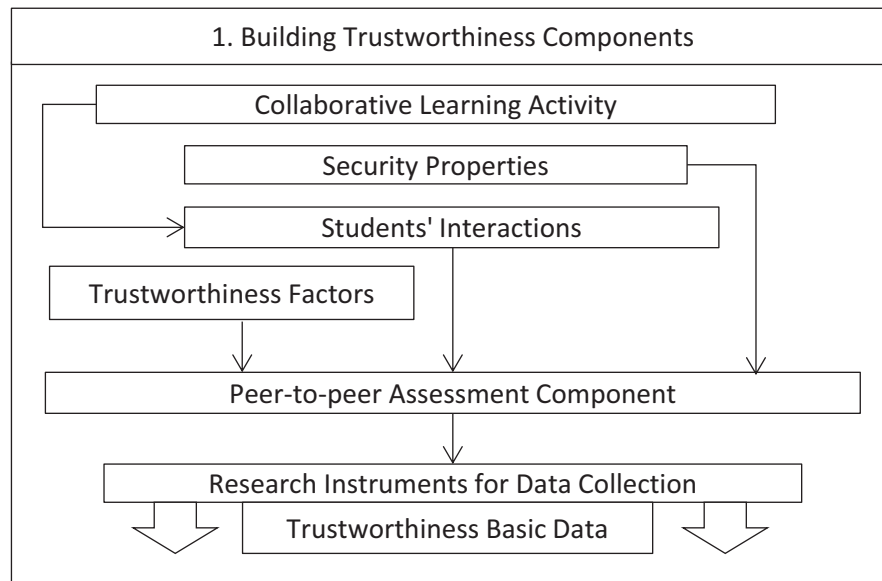 1. Building Trustworthiness Components
Collaborative Learning Activity
Security Properties
Students' Interactions
Trustworthiness Factors
Peer-to-peer Assessment Component
Research Instruments for Data Collection
Trustworthiness Basic Data